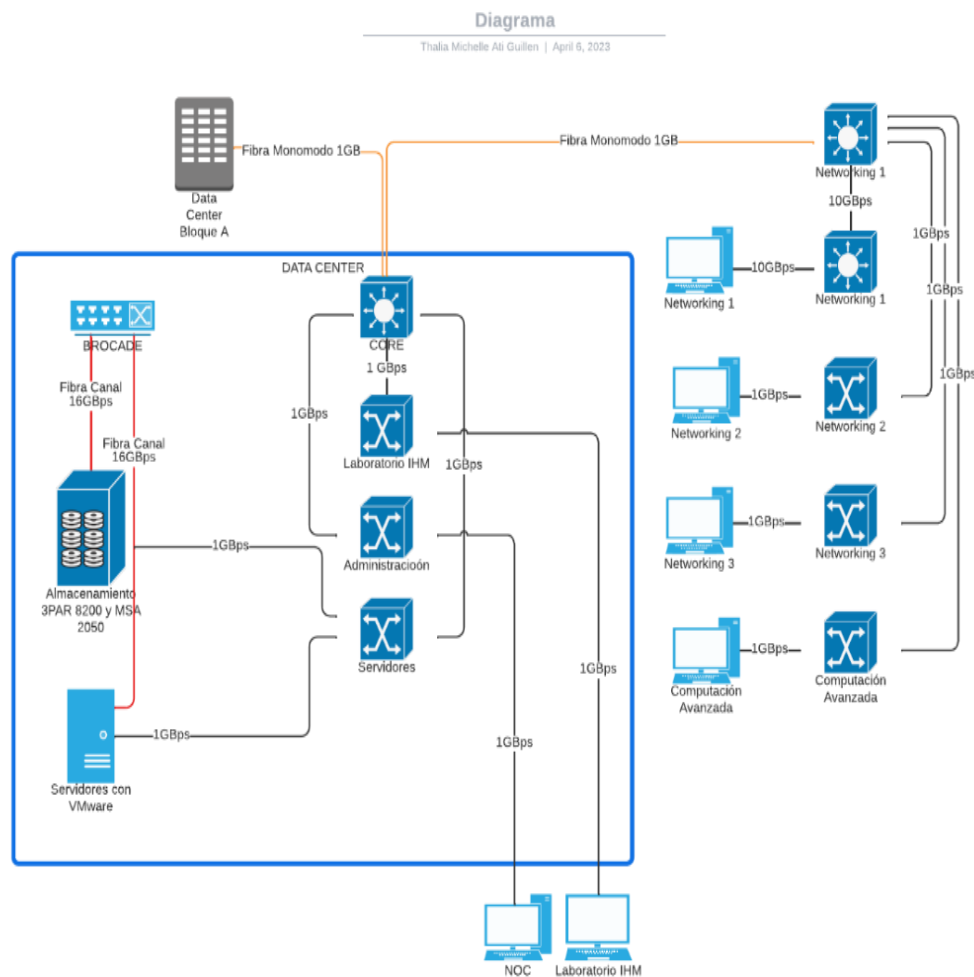 Diagrama
Thalia Michelle Ati Guillen | April 6, 2023
Fibra Monomodo 1GB
Fibra Monomodo 1GB
Data
Center
Bloque A
Networking 1
10GBps
1GBps
Networking 1
10GBps
Networking 1
1GBps
DATA CENTER
CORE
1 GBps
BROCADE
Fibra Canal
16GBps
1GBps
1GBps
Networking 2
1GBps
Networking 2
Fibra Canal
16GBps
Laboratorio IHM
1GBps
Networking 3
1GBps
Networking 3
1GBps
Administracioón
Almacenamiento
3PAR 8200 y MSA
2050
Servidores
1GBps
1GBps
Computación
Avanzada
Computación
Avanzada
1GBps
1GBps
Servidores con
VMware
NOC
Laboratorio IHM